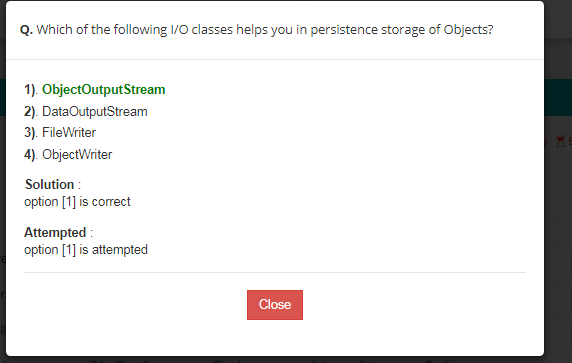 Q. Which of the following I/O classes helps you in persistence storage of Objects?
1). ObjectOutputStream
2). DataOutputStream
3). FileWriter
4). ObjectWriter
Solution :
option [1] is correct
Attempted :
option [1] is attempted
Close